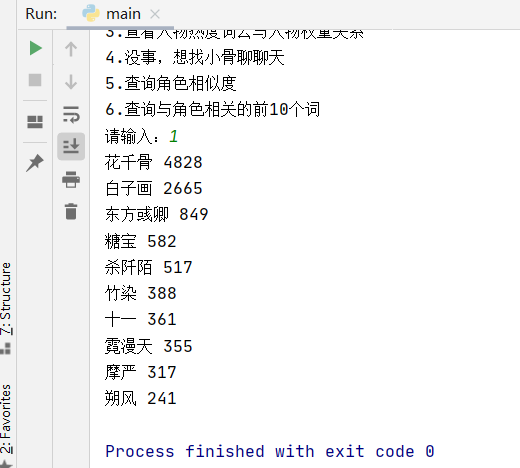 Run: main ×
3.查看人物热度词云与人物权重关系
4.没事，想找小骨聊聊天
5.查询角色相似度
6.查询与角色相关的前10个词
请输入：1
花千骨 4828
白子画 2665
东方彧卿 849
糖宝 582
杀阡陌 517
竹染 388
十一 361
霓漫天 355
摩严 317
朔风 241
Process finished with exit code 0
7: Structure
2: Favorites